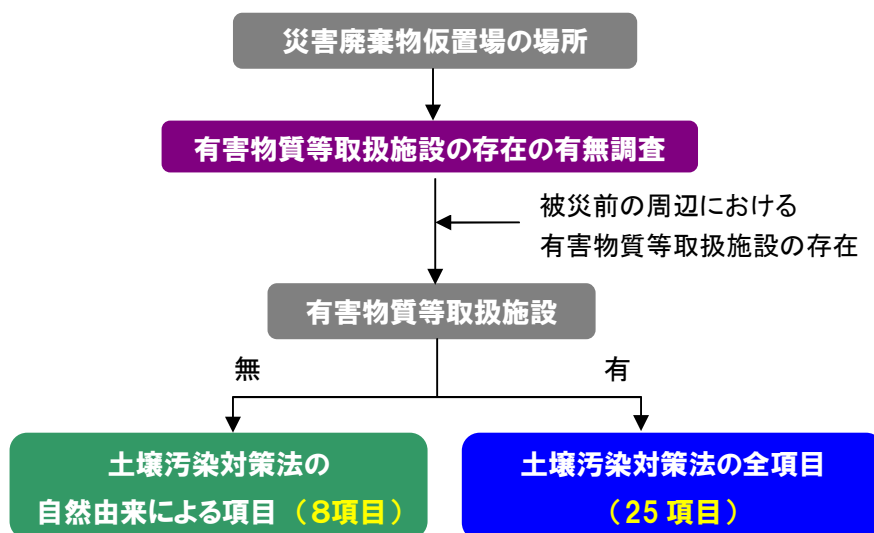 災害廃棄物仮置場の場所
有害物質等取扱施設の存在の有無調査
被災前の周辺における
有害物質等取扱施設の存在
有害物質等取扱施設
無
有
土壌汚染対策法の
自然由来による項目（8項目）
土壌汚染対策法の全項目
（25 項目）